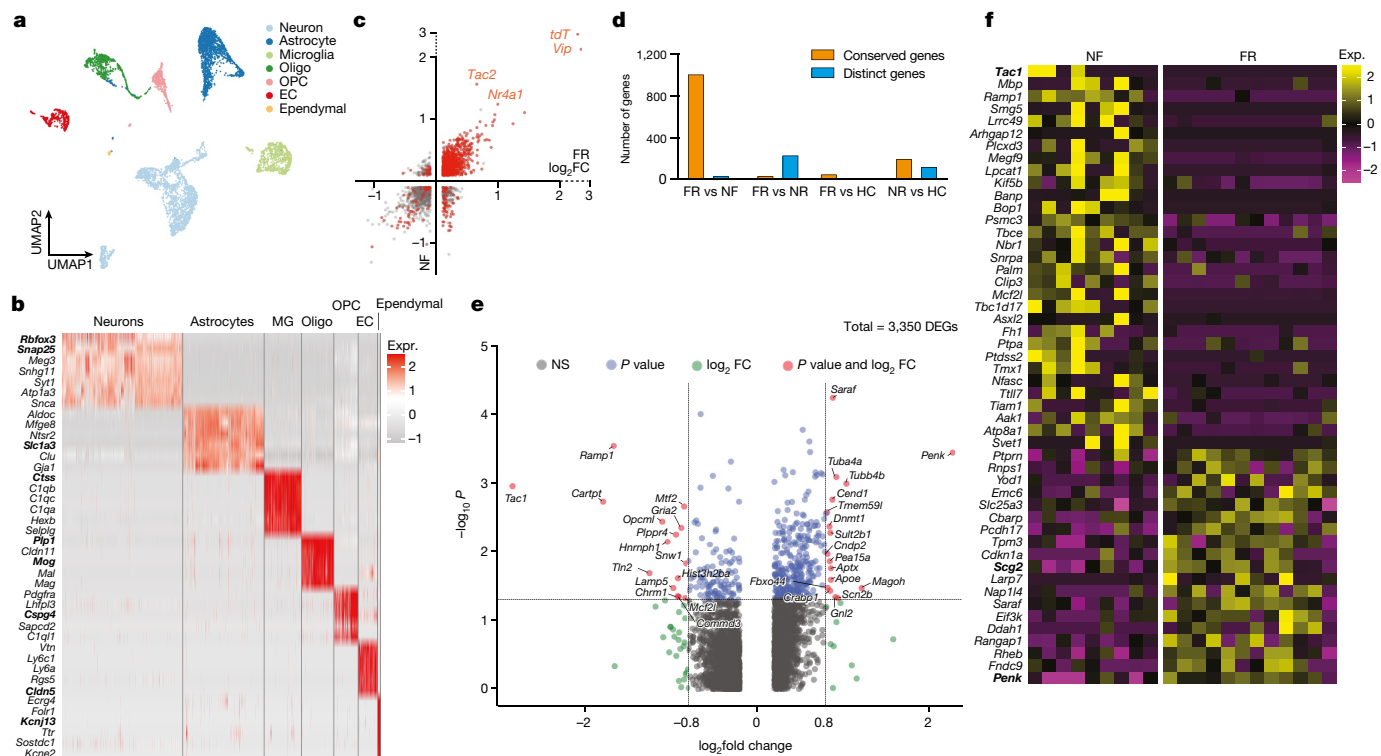 a
Neuron
Astrocyte
Microglia
Oligo
OPC
EC
Ependymal
UMAP2
UMAP1
b
Neurons
Astrocytes
MG
Oligo
OPC
EC
Ependymal
Rbfox3
Snap25
Meg3
Snhg11
Syt1
Atp1a3
Snca
Aldoc
Mfge8
Ntsr2
Slc1a3
Clu
Gja1
Ctss
C1qb
C1qc
C1qa
Hexb
Selplg
Plp1
Cldn11
Mog
Mal
Mag
Pdgfra
Lhfpl3
Cspg4
Sapcd2
C1ql1
Vtn
Ly6c1
Ly6a
Rgs5
Cldn5
Ecrg4
Folr1
Kcnj13
Ttr
Sostdc1
Kcne2
Expr.
2
1
0
−1
c
3
2
1
−1
−1
1
2
3
tdT
Vip
Tac2
Nr4a1
FR
log2FC
NF
d
1,200
800
400
0
Number of genes
Conserved genes
Distinct genes
FR vs NF
FR vs NR
FR vs HC
NR vs HC
e
Total = 3,350 DEGs
NS
P value
log2 FC
P value and log2 FC
5
4
3
2
1
0
−log10 P
−2
−0.8
0
0.8
2
log2fold change
Saraf
Ramp1
Penk
Tac1
Cartpt
Tuba4a
Tubb4b
Mtf2
Cend1
Gria2
Tmem59l
Opcml
Dnmt1
Plppr4
Sult2b1
Hnrnph1
Cndp2
Snw1
Pea15a
Tln2
Hist3h2ba
Aptx
Fbxo44
Apoe
Magoh
Lamp5
Chrm1
Crabp1
Scn2b
Mcf2l
Gnl2
Commd3
f
NF
FR
Exp.
2
1
0
−1
−2
Tac1
Mbp
Ramp1
Smg5
Lrrc49
Arhgap12
Plcxd3
Megf9
Lpcat1
Kif5b
Banp
Bop1
Psmc3
Tbce
Nbr1
Snrpa
Palm
Clip3
Mcf2l
Tbc1d17
Asxl2
Fh1
Ptpa
Ptdss2
Tmx1
Nfasc
Ttll7
Tiam1
Aak1
Atp8a1
Svet1
Ptprn
Rnps1
Yod1
Emc6
Slc25a3
Cbarp
Pcdh17
Tpm3
Cdkn1a
Scg2
Larp7
Nap1l4
Saraf
Eif3k
Ddah1
Rangap1
Rheb
Fndc9
Penk